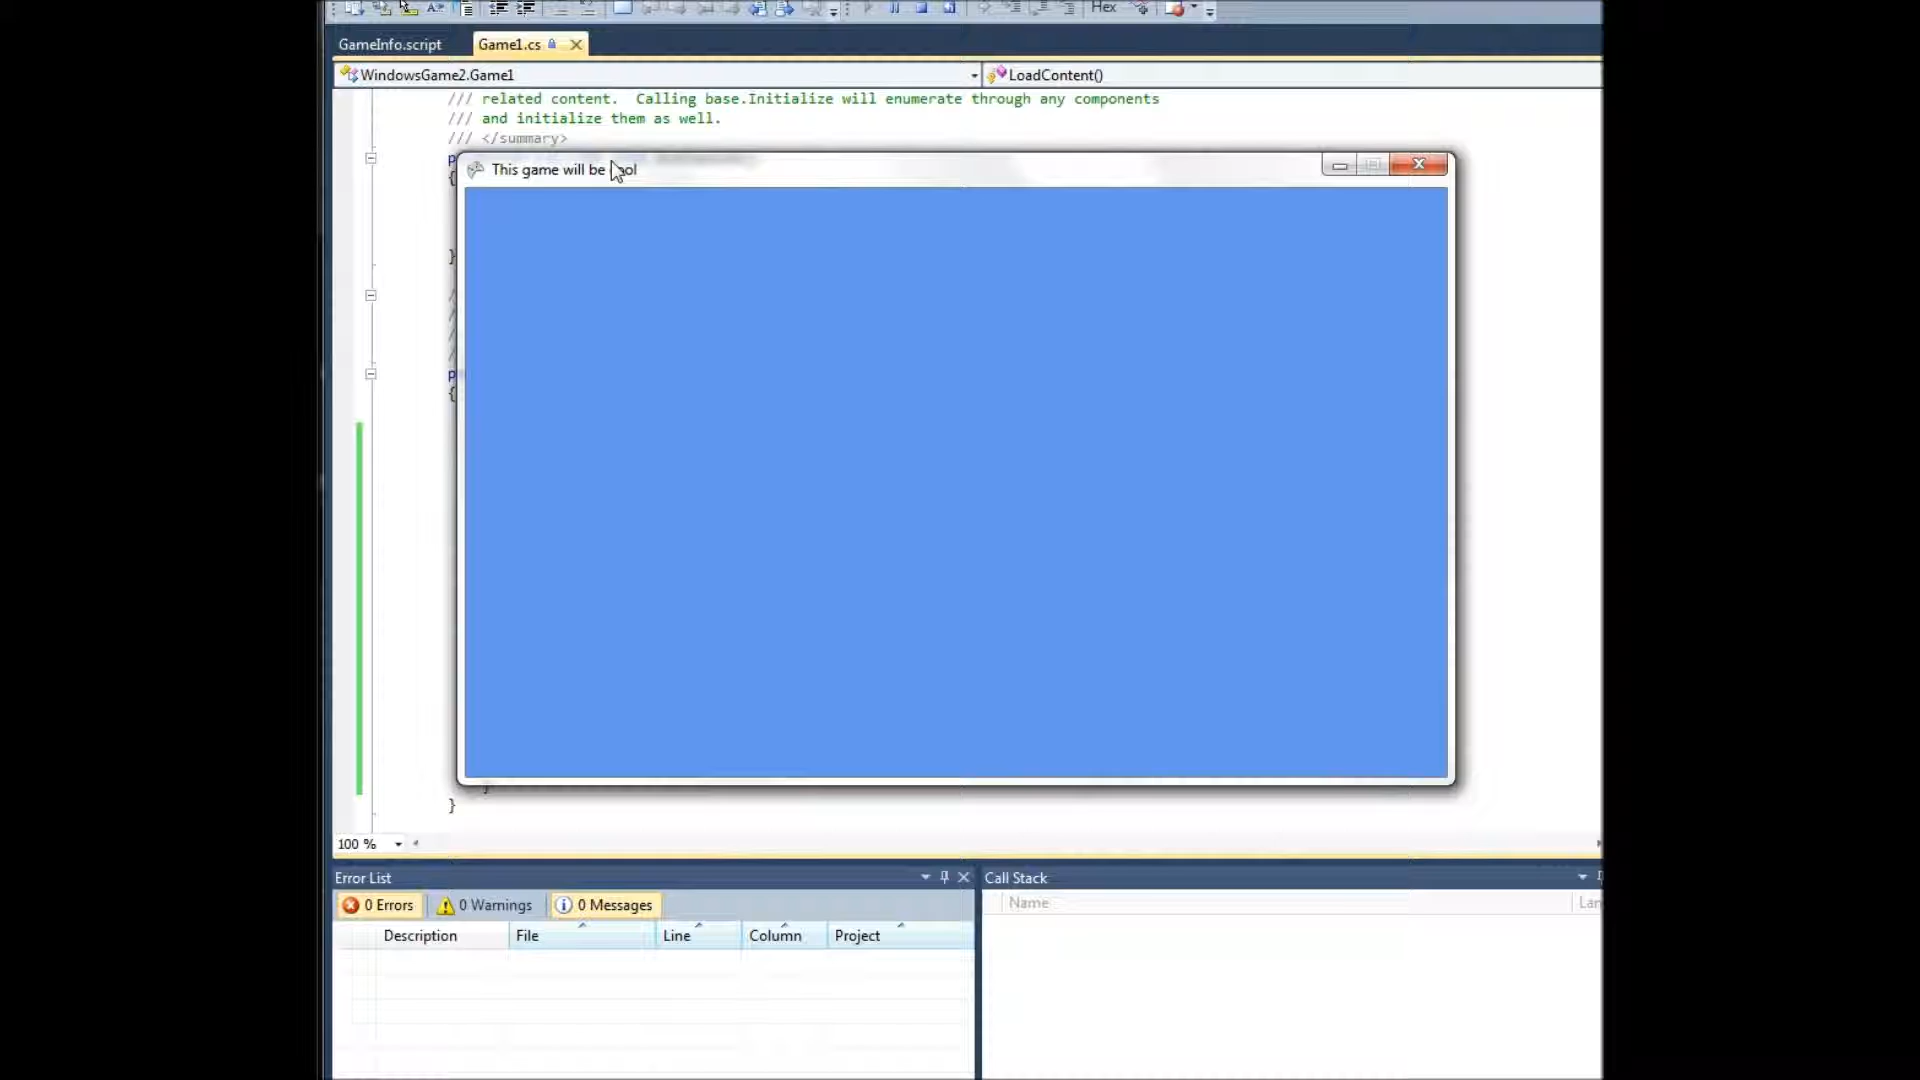 Hex
GameInfo.script
Game1.cs
WindowsGame2.Game1
LoadContent()
/// related content.  Calling base.Initialize will enumerate through any components
/// and initialize them as well.
/// </summary>
p
{
This game will be
}
p
{
}
100 %
Error List
0 Errors
0 Warnings
0 Messages
Description
File
Line
Column
Project
Call Stack
Name